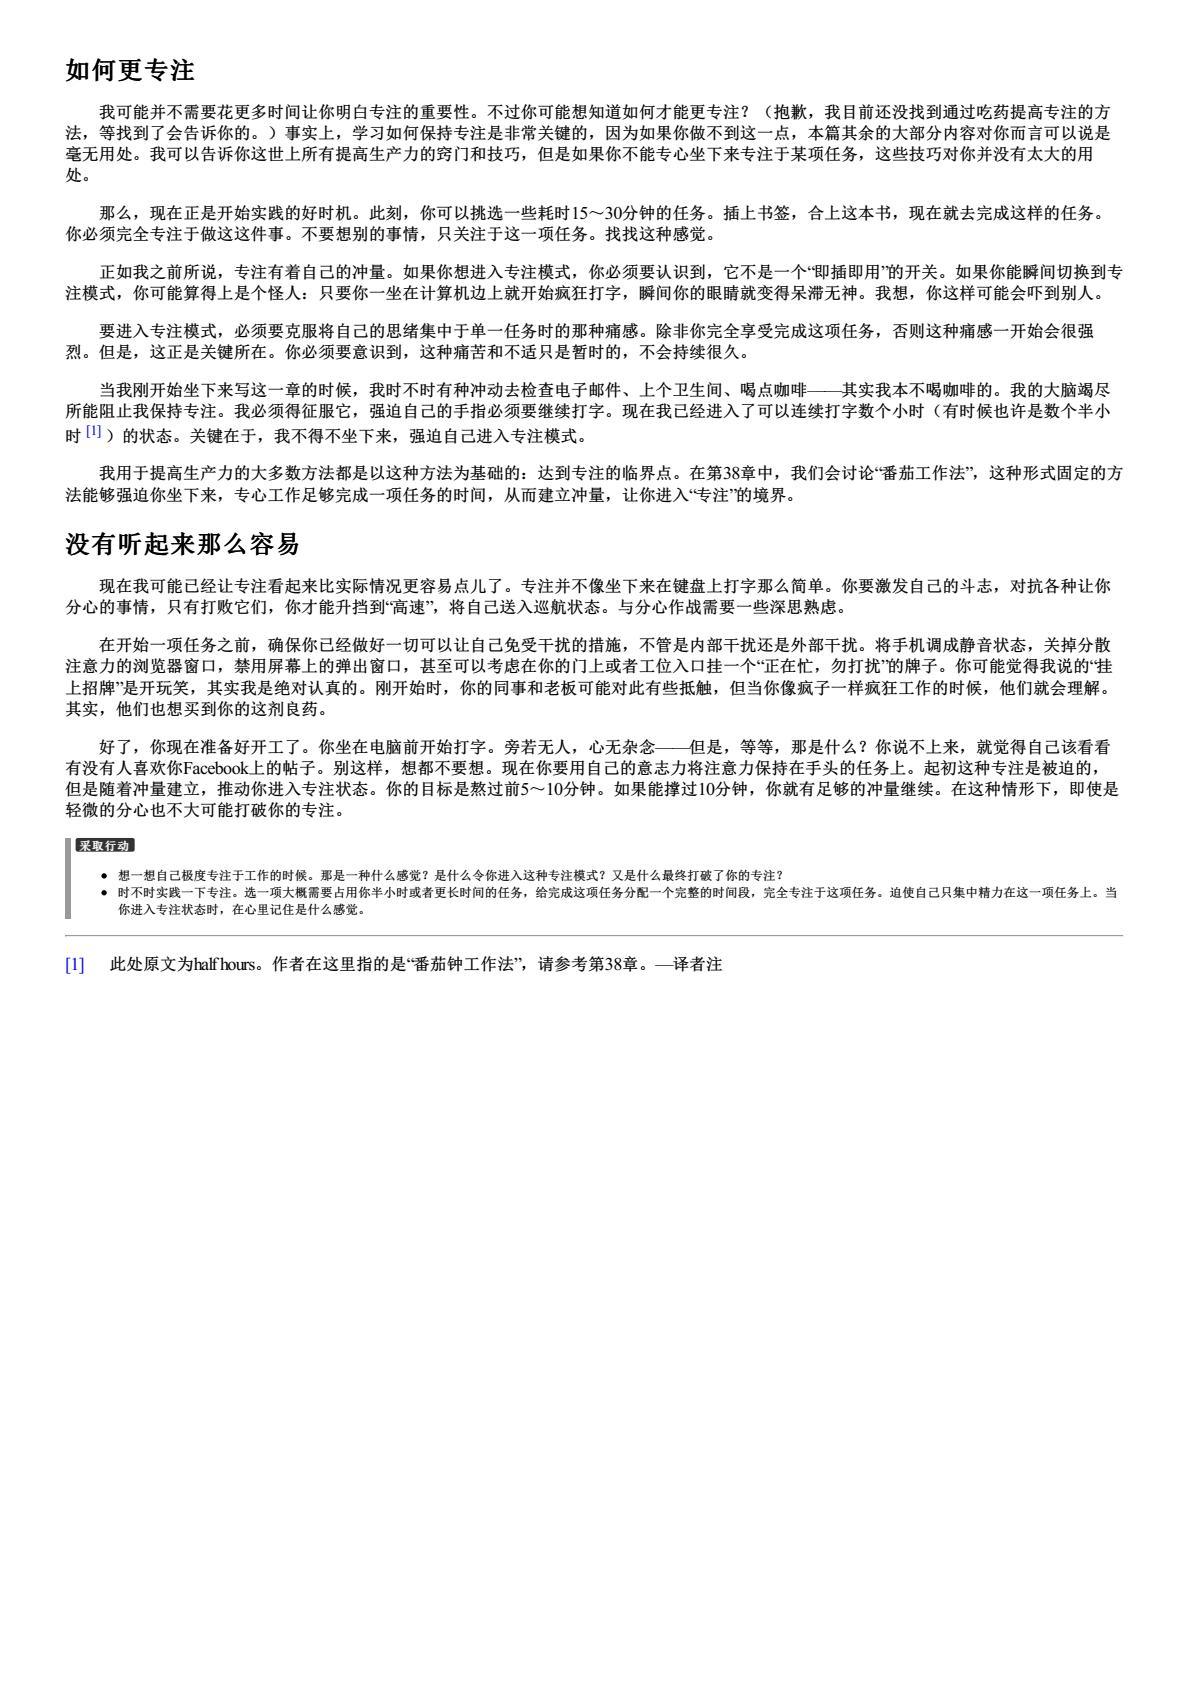 如何更专注
我可能并不需要花更多时间让你明白专注的重要性。不过你可能想知道如何才能更专注？（抱歉，我目前还没找到通过吃药提高专注的方
法，等找到了会告诉你的。）事实上，学习如何保持专注是非常关键的，因为如果你做不到这一点，本篇其余的大部分内容对你而言可以说是
毫无用处。我可以告诉你这世上所有提高生产力的窍门和技巧，但是如果你不能专心坐下来专注于某项任务，这些技巧对你并没有太大的用
处。
那么，现在正是开始实践的好时机。此刻，你可以挑选一些耗时15～30分钟的任务。插上书签，合上这本书，现在就去完成这样的任务。
你必须完全专注于做这这件事。不要想别的事情，只关注于这一项任务。找找这种感觉。
正如我之前所说，专注有着自己的冲量。如果你想进入专注模式，你必须要认识到，它不是一个“即插即用”的开关。如果你能瞬间切换到专
注模式，你可能算得上是个怪人：只要你一坐在计算机边上就开始疯狂打字，瞬间你的眼睛就变得呆滞无神。我想，你这样可能会吓到别人。
要进入专注模式，必须要克服将自己的思绪集中于单一任务时的那种痛感。除非你完全享受完成这项任务，否则这种痛感一开始会很强
烈。但是，这正是关键所在。你必须要意识到，这种痛苦和不适只是暂时的，不会持续很久。
当我刚开始坐下来写这一章的时候，我时不时有种冲动去检查电子邮件、上个卫生间、喝点咖啡——其实我本不喝咖啡的。我的大脑竭尽
所能阻止我保持专注。我必须得征服它，强迫自己的手指必须要继续打字。现在我已经进入了可以连续打字数个小时（有时候也许是数个半小
时 [1] ）的状态。关键在于，我不得不坐下来，强迫自己进入专注模式。
我用于提高生产力的大多数方法都是以这种方法为基础的：达到专注的临界点。在第38章中，我们会讨论“番茄工作法”，这种形式固定的方
法能够强迫你坐下来，专心工作足够完成一项任务的时间，从而建立冲量，让你进入“专注”的境界。
没有听起来那么容易
现在我可能已经让专注看起来比实际情况更容易点儿了。专注并不像坐下来在键盘上打字那么简单。你要激发自己的斗志，对抗各种让你
分心的事情，只有打败它们，你才能升挡到“高速”，将自己送入巡航状态。与分心作战需要一些深思熟虑。
在开始一项任务之前，确保你已经做好一切可以让自己免受干扰的措施，不管是内部干扰还是外部干扰。将手机调成静音状态，关掉分散
注意力的浏览器窗口，禁用屏幕上的弹出窗口，甚至可以考虑在你的门上或者工位入口挂一个“正在忙，勿打扰”的牌子。你可能觉得我说的“挂
上招牌”是开玩笑，其实我是绝对认真的。刚开始时，你的同事和老板可能对此有些抵触，但当你像疯子一样疯狂工作的时候，他们就会理解。
其实，他们也想买到你的这剂良药。
好了，你现在准备好开工了。你坐在电脑前开始打字。旁若无人，心无杂念——但是，等等，那是什么？你说不上来，就觉得自己该看看
有没有人喜欢你Facebook上的帖子。别这样，想都不要想。现在你要用自己的意志力将注意力保持在手头的任务上。起初这种专注是被迫的，
但是随着冲量建立，推动你进入专注状态。你的目标是熬过前5～10分钟。如果能撑过10分钟，你就有足够的冲量继续。在这种情形下，即使是
轻微的分心也不大可能打破你的专注。
采取行动
● 想一想自己极度专注于工作的时候。那是一种什么感觉？是什么令你进入这种专注模式？又是什么最终打破了你的专注？
● 时不时实践一下专注。选一项大概需要占用你半小时或者更长时间的任务，给完成这项任务分配一个完整的时间段，完全专注于这项任务。迫使自己只集中精力在这一项任务上。当
你进入专注状态时，在心里记住是什么感觉。
[1] 此处原文为half hours。作者在这里指的是“番茄钟工作法”，请参考第38章。—译者注